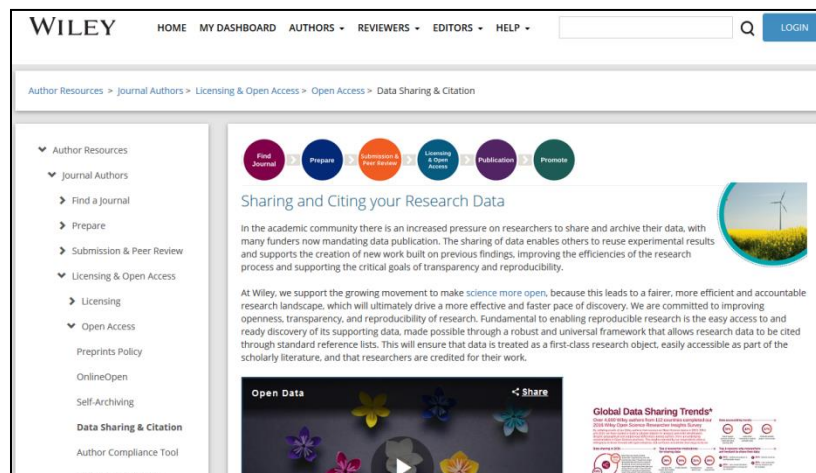 WILEY HOME MY DASHBOARD AUTHORS REVIEWERS EDITORS HELP LOGIN
Author Resources > Journal Authors > Licensing & Open Access > Open Access > Data Sharing & Citation
Author Resources
Journal Authors
Find a Journal
Prepare
Submission & Peer Review
Licensing & Open Access
Licensing
Open Access
Preprints Policy
OnlineOpen
Self-Archiving
Data Sharing & Citation
Author Compliance Tool
Find Journal
Prepare
Submission & Peer Review
Licensing & Open Access
Publication
Promote
Sharing and Citing your Research Data
In the academic community there is an increased pressure on researchers to share and archive their data, with
many funders now mandating data publication. The sharing of data enables others to reuse experimental results
and supports the creation of new work built on previous findings, improving the efficiencies of the research
process and supporting the critical goals of transparency and reproducibility.
At Wiley, we support the growing movement to make science more open, because this leads to a fairer, more efficient and accountable
research landscape, which will ultimately drive a more effective and faster pace of discovery. We are committed to improving
openness, transparency, and reproducibility of research. Fundamental to enabling reproducible research is the easy access to and
ready discovery of its supporting data, made possible through a robust and universal framework that allows research data to be cited
through standard reference lists. This will ensure that data is treated as a first-class research object, easily accessible as part of the
scholarly literature, and that researchers are credited for their work.
Open Data
Share
Global Data Sharing Trends*